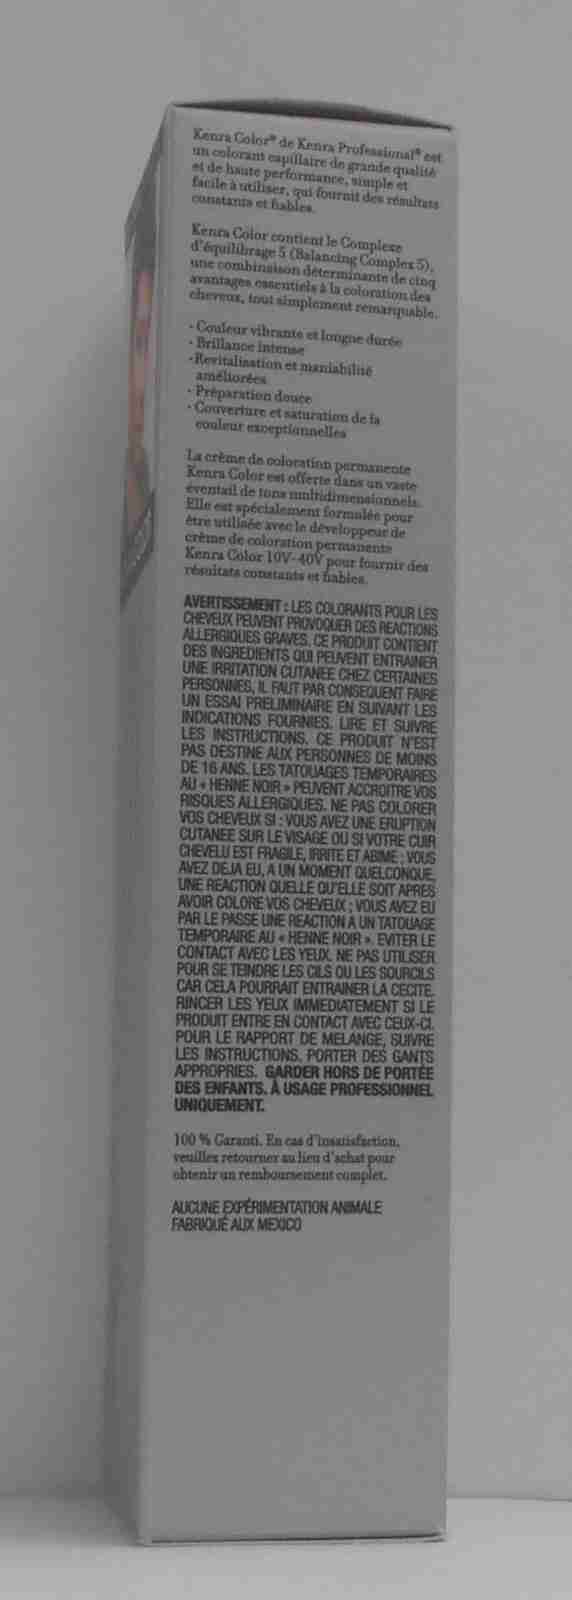 Kenra Color® de Kenra Professional® est
un colorant capillaire de grande qualité
et de haute performance, simple et
facile à utiliser, qui fournit des résultats
constants et fiables.
Kenra Color contient le Complexe
d'équilibrage 5 (Balancing Complex 5),
une combinaison déterminante de cinq
avantages essentiels à la coloration des
cheveux, tout simplement remarquable.
· Couleur vibrante et longue durée
· Brillance intense
· Revitalisation et maniabilité
améliorées
· Préparation douce
· Couverture et saturation de fa
couleur exceptionnelles
La crème de coloration permanente
Kenra Color est offerte dans un vaste
éventail de tons multidimensionnels.
Elle est spécialement formulée pour
être utilisée avec le développeur de
crème de coloration permanente
Kenra Color 10V-40V pour fournir des
résultats constants et fiables.
AVERTISSEMENT : LES COLORANTS POUR LES
CHEVEUX PEUVENT PROVOQUER DES REACTIONS
ALLERGIQUES GRAVES. CE PRODUIT CONTIENT
DES INGREDIENTS QUI PEUVENT ENTRAINER
UNE IRRITATION CUTANEE CHEZ CERTAINES
PERSONNES, IL FAUT PAR CONSEQUENT FAIRE
UN ESSAI PRELIMINAIRE EN SUIVANT LES
INDICATIONS FOURNIES. LIRE ET SUIVRE
LES INSTRUCTIONS. CE PRODUIT N'EST
PAS DESTINE AUX PERSONNES DE MOINS
DE 16 ANS. LES TATOUAGES TEMPORAIRES
AU « HENNE NOIR » PEUVENT ACCROITRE VOS
RISQUES ALLERGIQUES. NE PAS COLORER
VOS CHEVEUX SI : VOUS AVEZ UNE ERUPTION
CUTANEE SUR LE VISAGE OU SI VOTRE CUIR
CHEVELU EST FRAGILE, IRRITE ET ABIME ; VOUS
AVEZ DEJA EU, A UN MOMENT QUELCONQUE,
UNE REACTION QUELLE QU'ELLE SOIT APRES
AVOIR COLORE VOS CHEVEUX ; VOUS AVEZ EU
PAR LE PASSE UNE REACTION A UN TATOUAGE
TEMPORAIRE AU « HENNE NOIR ». EVITER LE
CONTACT AVEC LES YEUX. NE PAS UTILISER
POUR SE TEINDRE LES CILS OU LES SOURCILS
CAR CELA POURRAIT ENTRAINER LA CECITE.
RINCER LES YEUX IMMEDIATEMENT SI LE
PRODUIT ENTRE EN CONTACT AVEC CEUX-CI.
POUR LE RAPPORT DE MELANGE, SUIVRE
LES INSTRUCTIONS. PORTER DES GANTS
APPROPRIES. GARDER HORS DE PORTÉE
DES ENFANTS. À USAGE PROFESSIONNEL
UNIQUEMENT.
100 % Garanti. En cas d'insatisfaction,
veuillez retourner au lieu d'achat pour
obtenir un remboursement complet.
AUCUNE EXPÉRIMENTATION ANIMALE
FABRIQUÉ AUX MEXICO